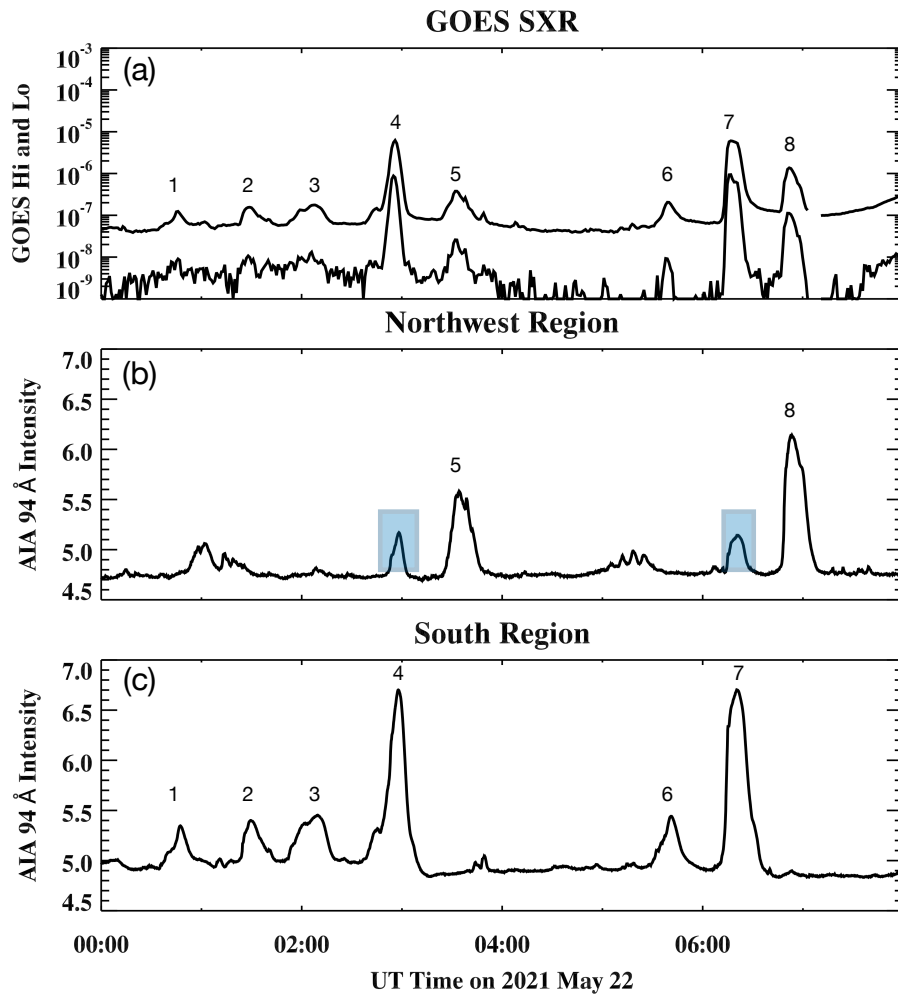 GOES SXR
GOES Hi and Lo
(a)
10-3
10-4
10-5
10-6
10-7
10-8
10-9
1 2 3 4 5 6 7 8
Northwest Region
AIA 94 Å Intensity
(b)
7.0
6.5
6.0
5.5
5.0
4.5
5 8
South Region
AIA 94 Å Intensity
(c)
7.0
6.5
6.0
5.5
5.0
4.5
1 2 3 4 6 7
00:00 02:00 04:00 06:00
UT Time on 2021 May 22